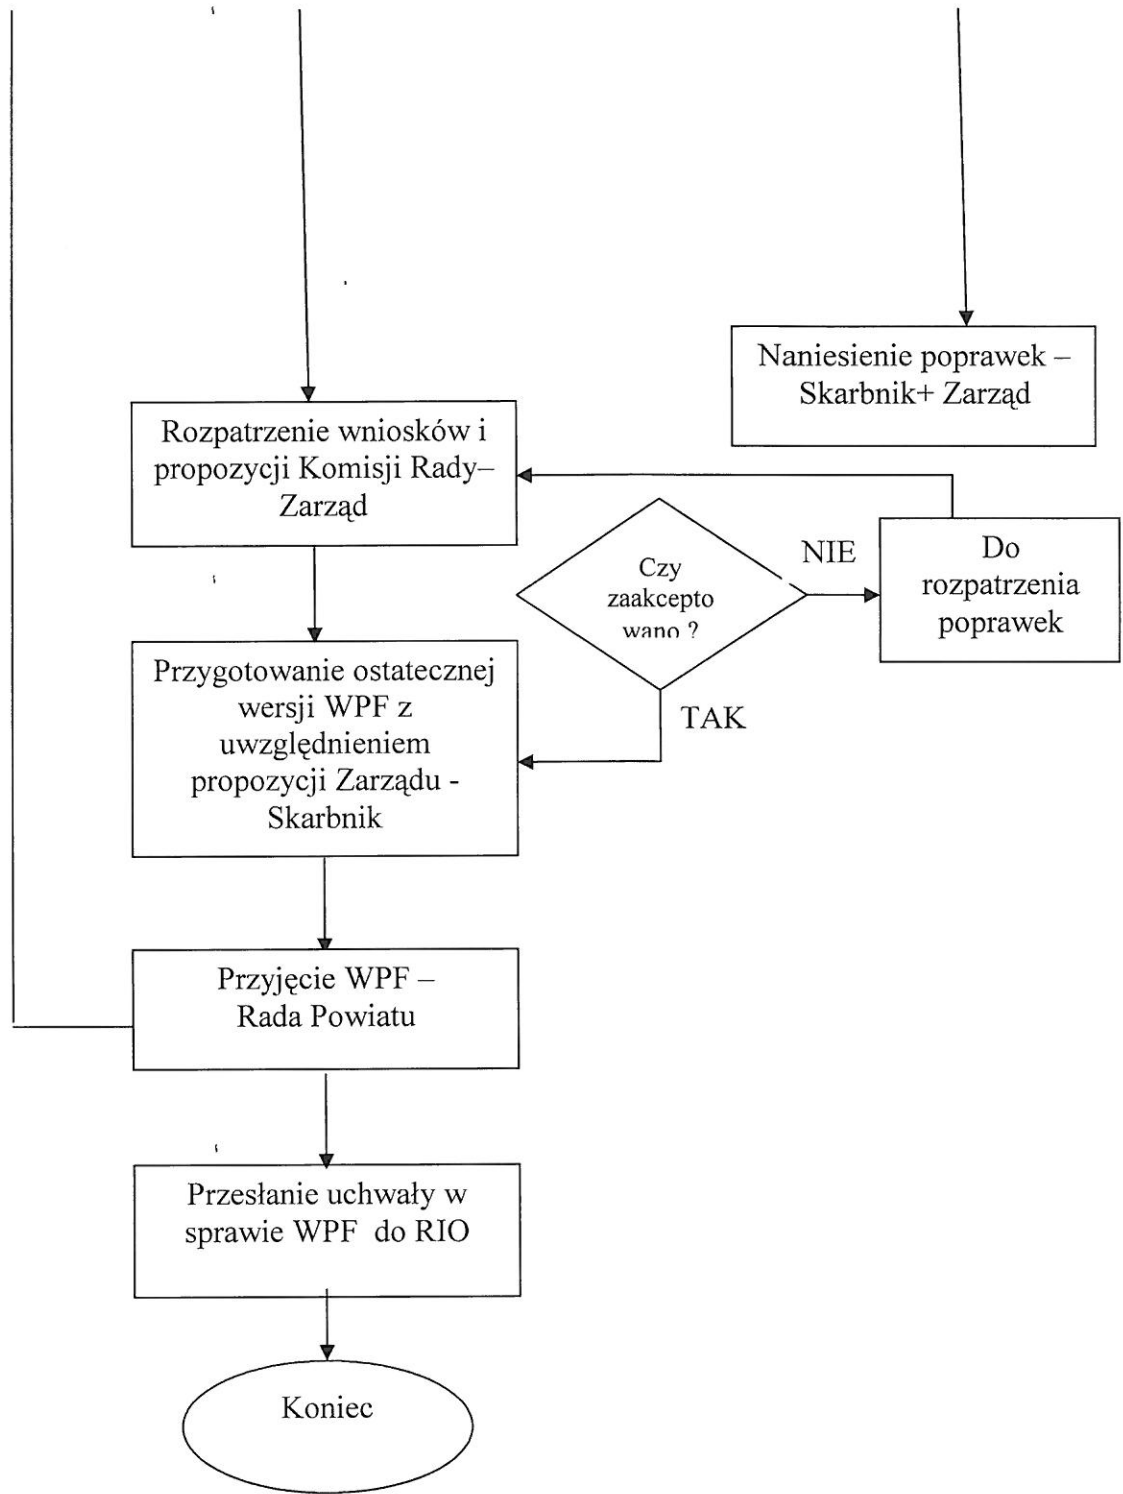 Naniesienie poprawek –
Skarbnik+ Zarząd
Rozpatrzenie wniosków i
propozycji Komisji Rady–
Zarząd
Czy
zaakcepto
wano ?
NIE
Do
rozpatrzenia
poprawek
TAK
Przygotowanie ostatecznej
wersji WPF z
uwzględnieniem
propozycji Zarządu -
Skarbnik
Przyjęcie WPF –
Rada Powiatu
Przesłanie uchwały w
sprawie WPF do RIO
Koniec